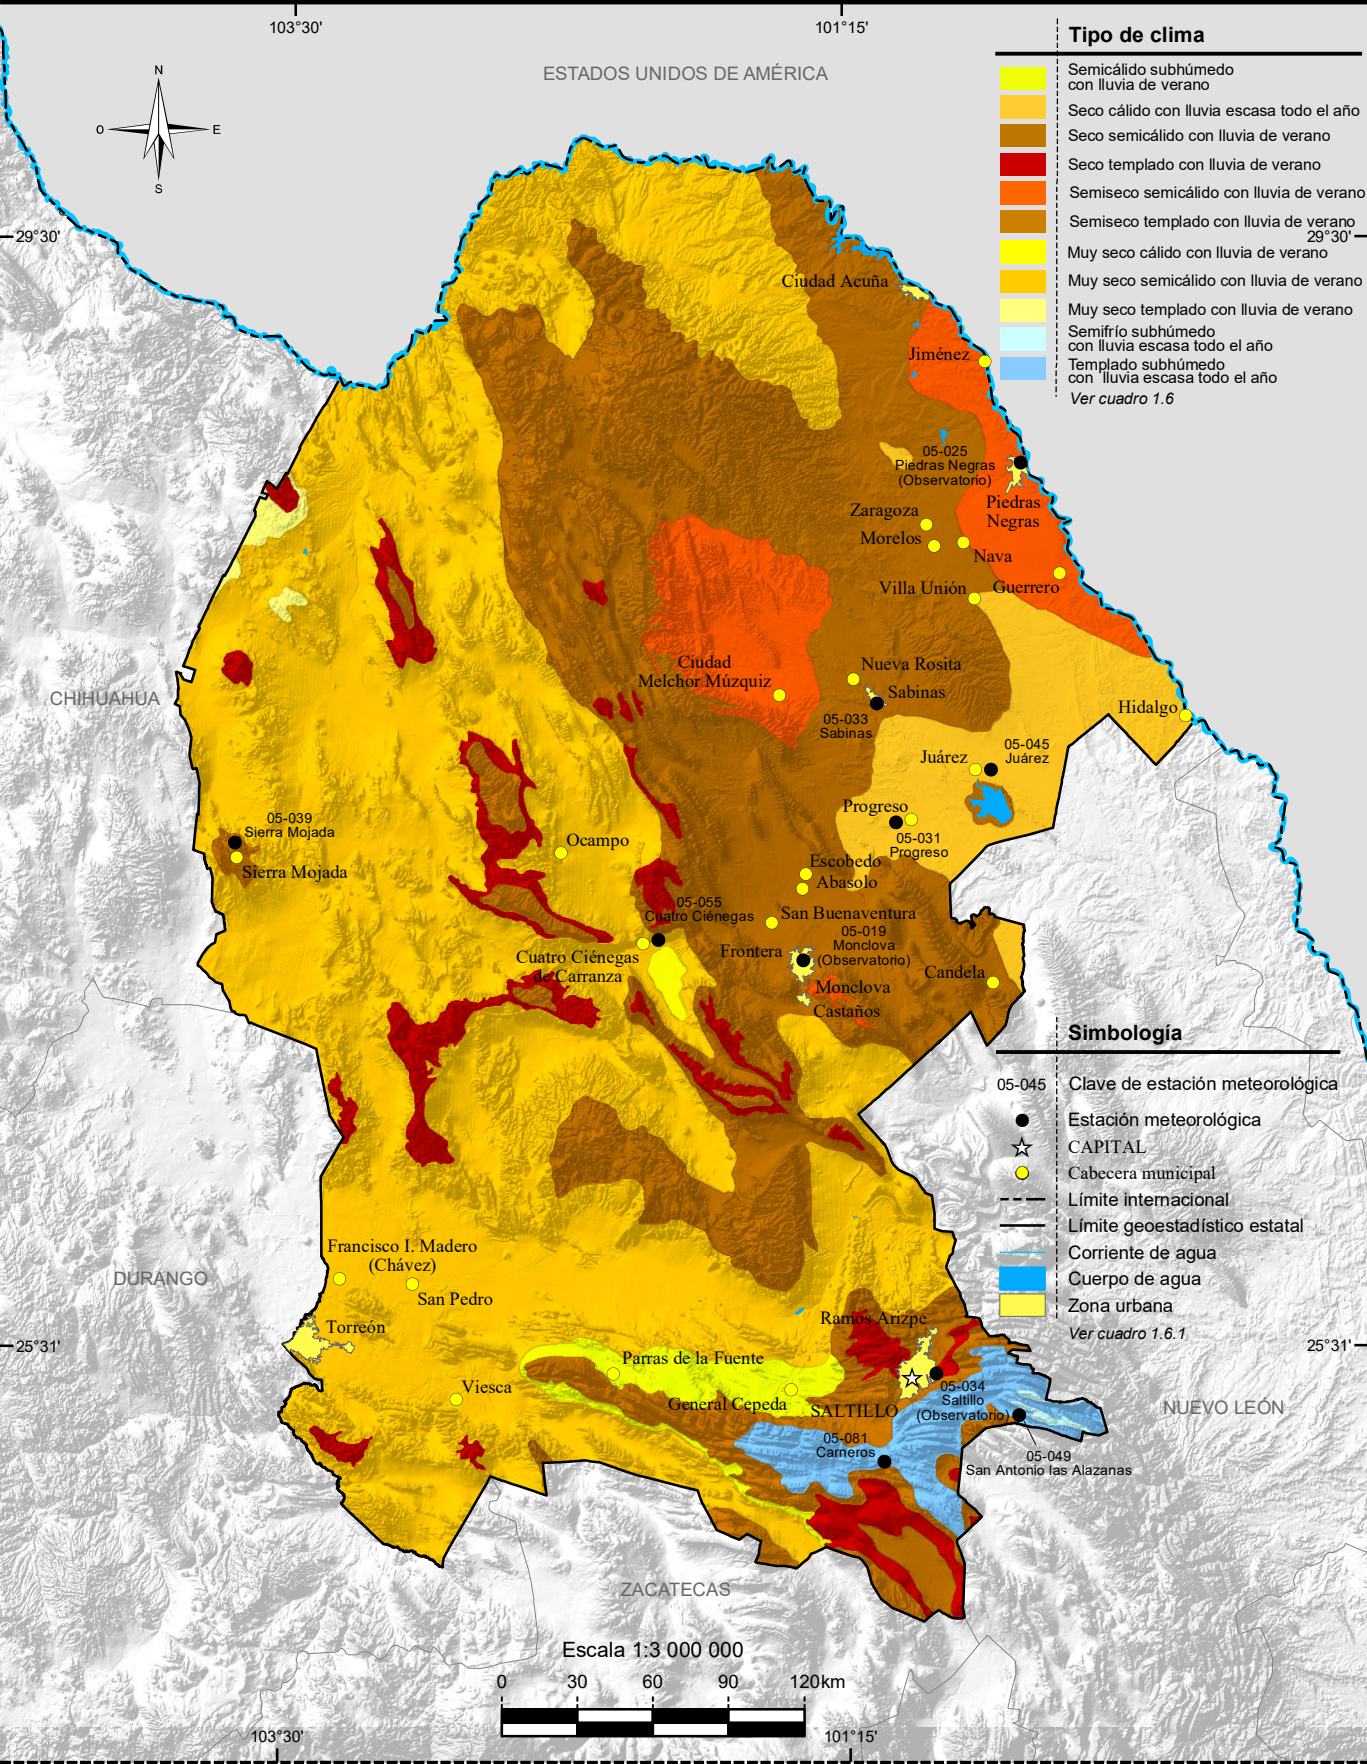 103°30'
101°15'
ESTADOS UNIDOS DE AMÉRICA
N
O
E
S
Tipo de clima
Semicálido subhúmedo
con lluvia de verano
Seco cálido con lluvia escasa todo el año
Seco semicálido con lluvia de verano
Seco templado con lluvia de verano
Semiseco semicálido con lluvia de verano
Semiseco templado con lluvia de verano
Muy seco cálido con lluvia de verano
Muy seco semicálido con lluvia de verano
Muy seco templado con lluvia de verano
Semifrío subhúmedo
con lluvia escasa todo el año
Templado subhúmedo
con lluvia escasa todo el año
Ver cuadro 1.6
29°30'
29°30'
Ciudad Acuña
Jiménez
05-025
Piedras Negras
(Observatorio)
Piedras
Negras
Zaragoza
Morelos
Nava
Villa Unión
Guerrero
Ciudad
Melchor Múzquiz
Nueva Rosita
Sabinas
05-033
Sabinas
Hidalgo
CHIHUAHUA
Juárez
05-045
Juárez
Progreso
05-031
Progreso
05-039
Sierra Mojada
Sierra Mojada
Ocampo
Escobedo
Abasolo
05-055
Cuatro Ciénegas
San Buenaventura
05-019
Monclova
(Observatorio)
Frontera
Cuatro Ciénegas
de Carranza
Candela
Monclova
Castaños
Simbología
05-045 Clave de estación meteorológica
Estación meteorológica
CAPITAL
Cabecera municipal
Límite internacional
Límite geoestadístico estatal
Corriente de agua
Cuerpo de agua
Zona urbana
Ver cuadro 1.6.1
Francisco I. Madero
(Chávez)
DURANGO
San Pedro
Torreón
Ramos Arizpe
25°31'
25°31'
Parras de la Fuente
Viesca
General Cepeda
SALTILLO
05-034
Saltillo
(Observatorio)
NUEVO LEÓN
05-081
Carneros
05-049
San Antonio las Alazanas
ZACATECAS
Escala 1:3 000 000
0 30 60 90 120km
103°30'
101°15'